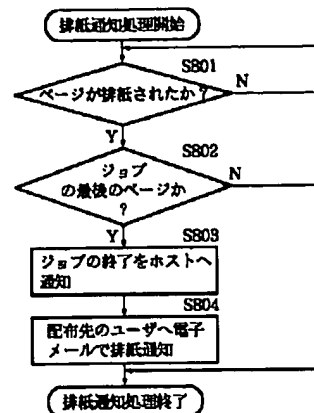 排紙通知処理開始
S801
ページが排紙されたか?
N
Y
S802
ジョブ
の最後のページか
?
N
Y
S803
ジョブの終了をホストへ
通知
S804
配布先のユーザへ電子
メールで排紙通知
排紙通知処理終了